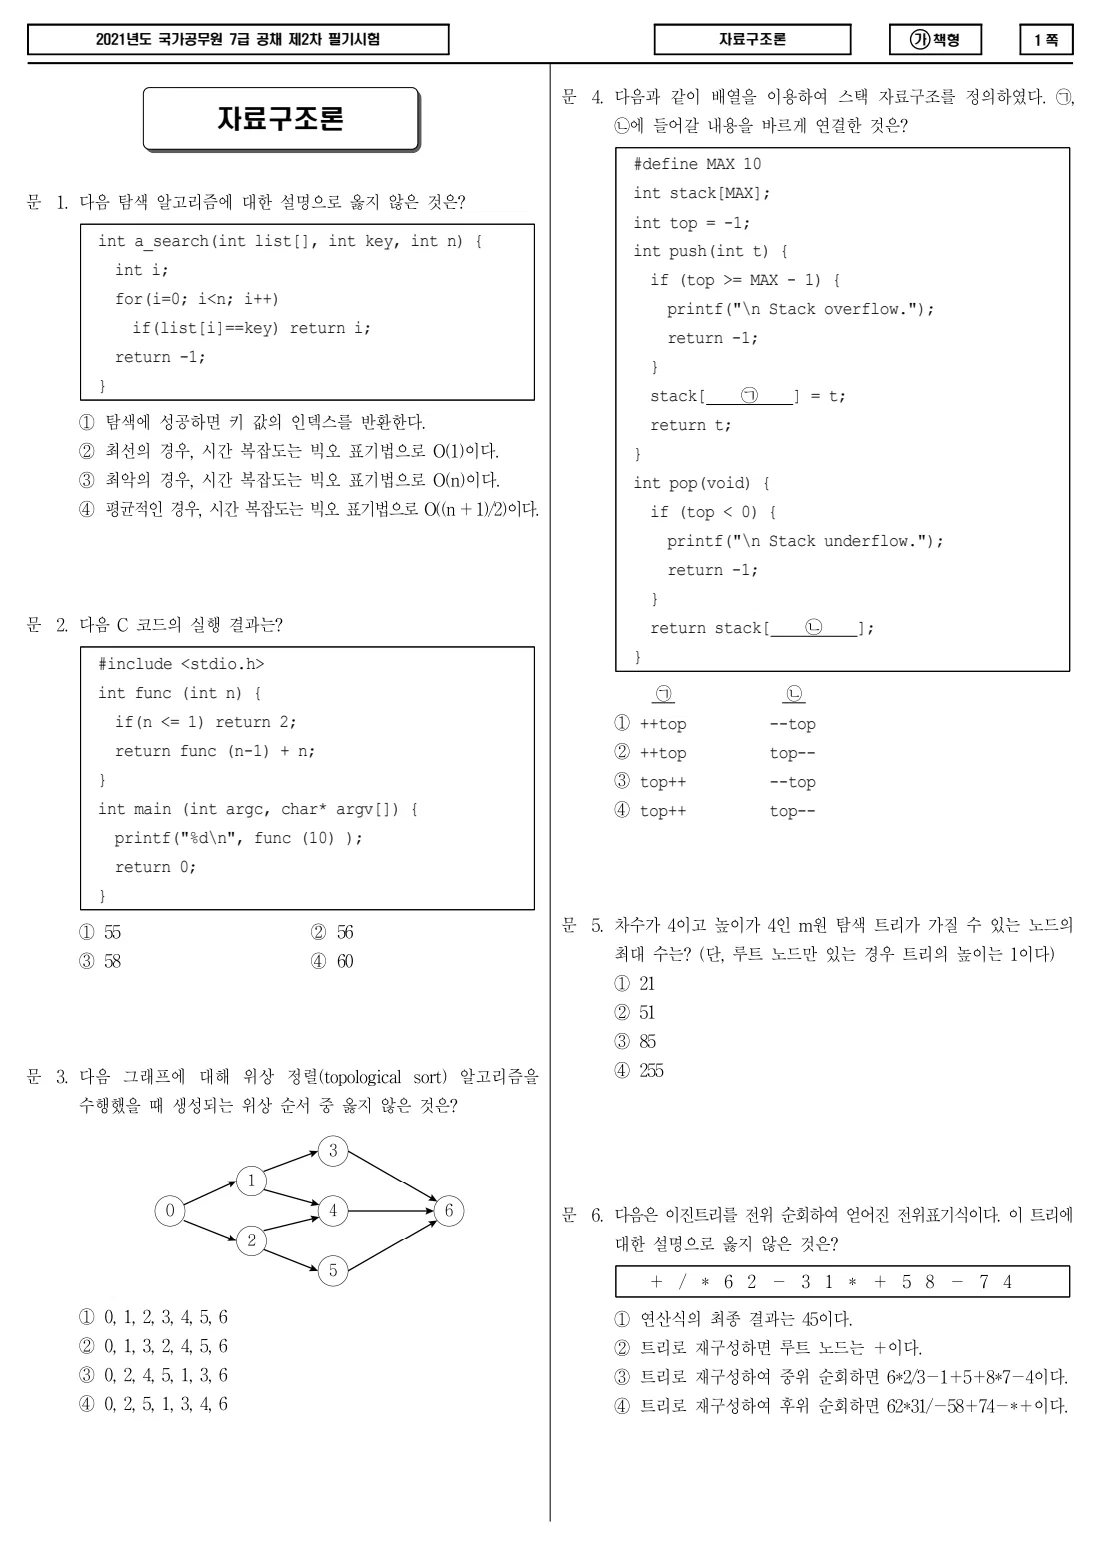 2021년도 국가공무원 7급 공채 제2차 필기시험
자료구조론
㉮책형
1 쪽
자료구조론
문 1. 다음 탐색 알고리즘에 대한 설명으로 옳지 않은 것은?
int a_search(int list[], int key, int n) {
int i;
for(i=0; i<n; i++)
if(list[i]==key) return i;
return -1;
}
① 탐색에 성공하면 키 값의 인덱스를 반환한다.
② 최선의 경우, 시간 복잡도는 빅오 표기법으로 O(1)이다.
③ 최악의 경우, 시간 복잡도는 빅오 표기법으로 O(n)이다.
④ 평균적인 경우, 시간 복잡도는 빅오 표기법으로 O((n + 1)/2)이다.
문 2. 다음 C 코드의 실행 결과는?
#include <stdio.h>
int func (int n) {
if(n <= 1) return 2;
return func (n-1) + n;
}
int main (int argc, char* argv[]) {
printf("%d\n", func (10) );
return 0;
}
① 55 ② 56
③ 58 ④ 60
문 3. 다음 그래프에 대해 위상 정렬(topological sort) 알고리즘을
수행했을 때 생성되는 위상 순서 중 옳지 않은 것은?
3
1
0 4 6
2
5
① 0, 1, 2, 3, 4, 5, 6
② 0, 1, 3, 2, 4, 5, 6
③ 0, 2, 4, 5, 1, 3, 6
④ 0, 2, 5, 1, 3, 4, 6
문 4. 다음과 같이 배열을 이용하여 스택 자료구조를 정의하였다. ㉠,
㉡에 들어갈 내용을 바르게 연결한 것은?
#define MAX 10
int stack[MAX];
int top = -1;
int push(int t) {
if (top >= MAX - 1) {
printf("\n Stack overflow.");
return -1;
}
stack[ ㉠ ] = t;
return t;
}
int pop(void) {
if (top < 0) {
printf("\n Stack underflow.");
return -1;
}
return stack[ ㉡ ];
}
㉠ ㉡
① ++top --top
② ++top top--
③ top++ --top
④ top++ top--
문 5. 차수가 4이고 높이가 4인 m원 탐색 트리가 가질 수 있는 노드의
최대 수는? (단, 루트 노드만 있는 경우 트리의 높이는 1이다)
① 21
② 51
③ 85
④ 255
문 6. 다음은 이진트리를 전위 순회하여 얻어진 전위표기식이다. 이 트리에
대한 설명으로 옳지 않은 것은?
+ / * 6 2 − 3 1 * + 5 8 − 7 4
① 연산식의 최종 결과는 45이다.
② 트리로 재구성하면 루트 노드는 +이다.
③ 트리로 재구성하여 중위 순회하면 6*2/3−1+5+8*7−4이다.
④ 트리로 재구성하여 후위 순회하면 62*31/−58+74−*+이다.